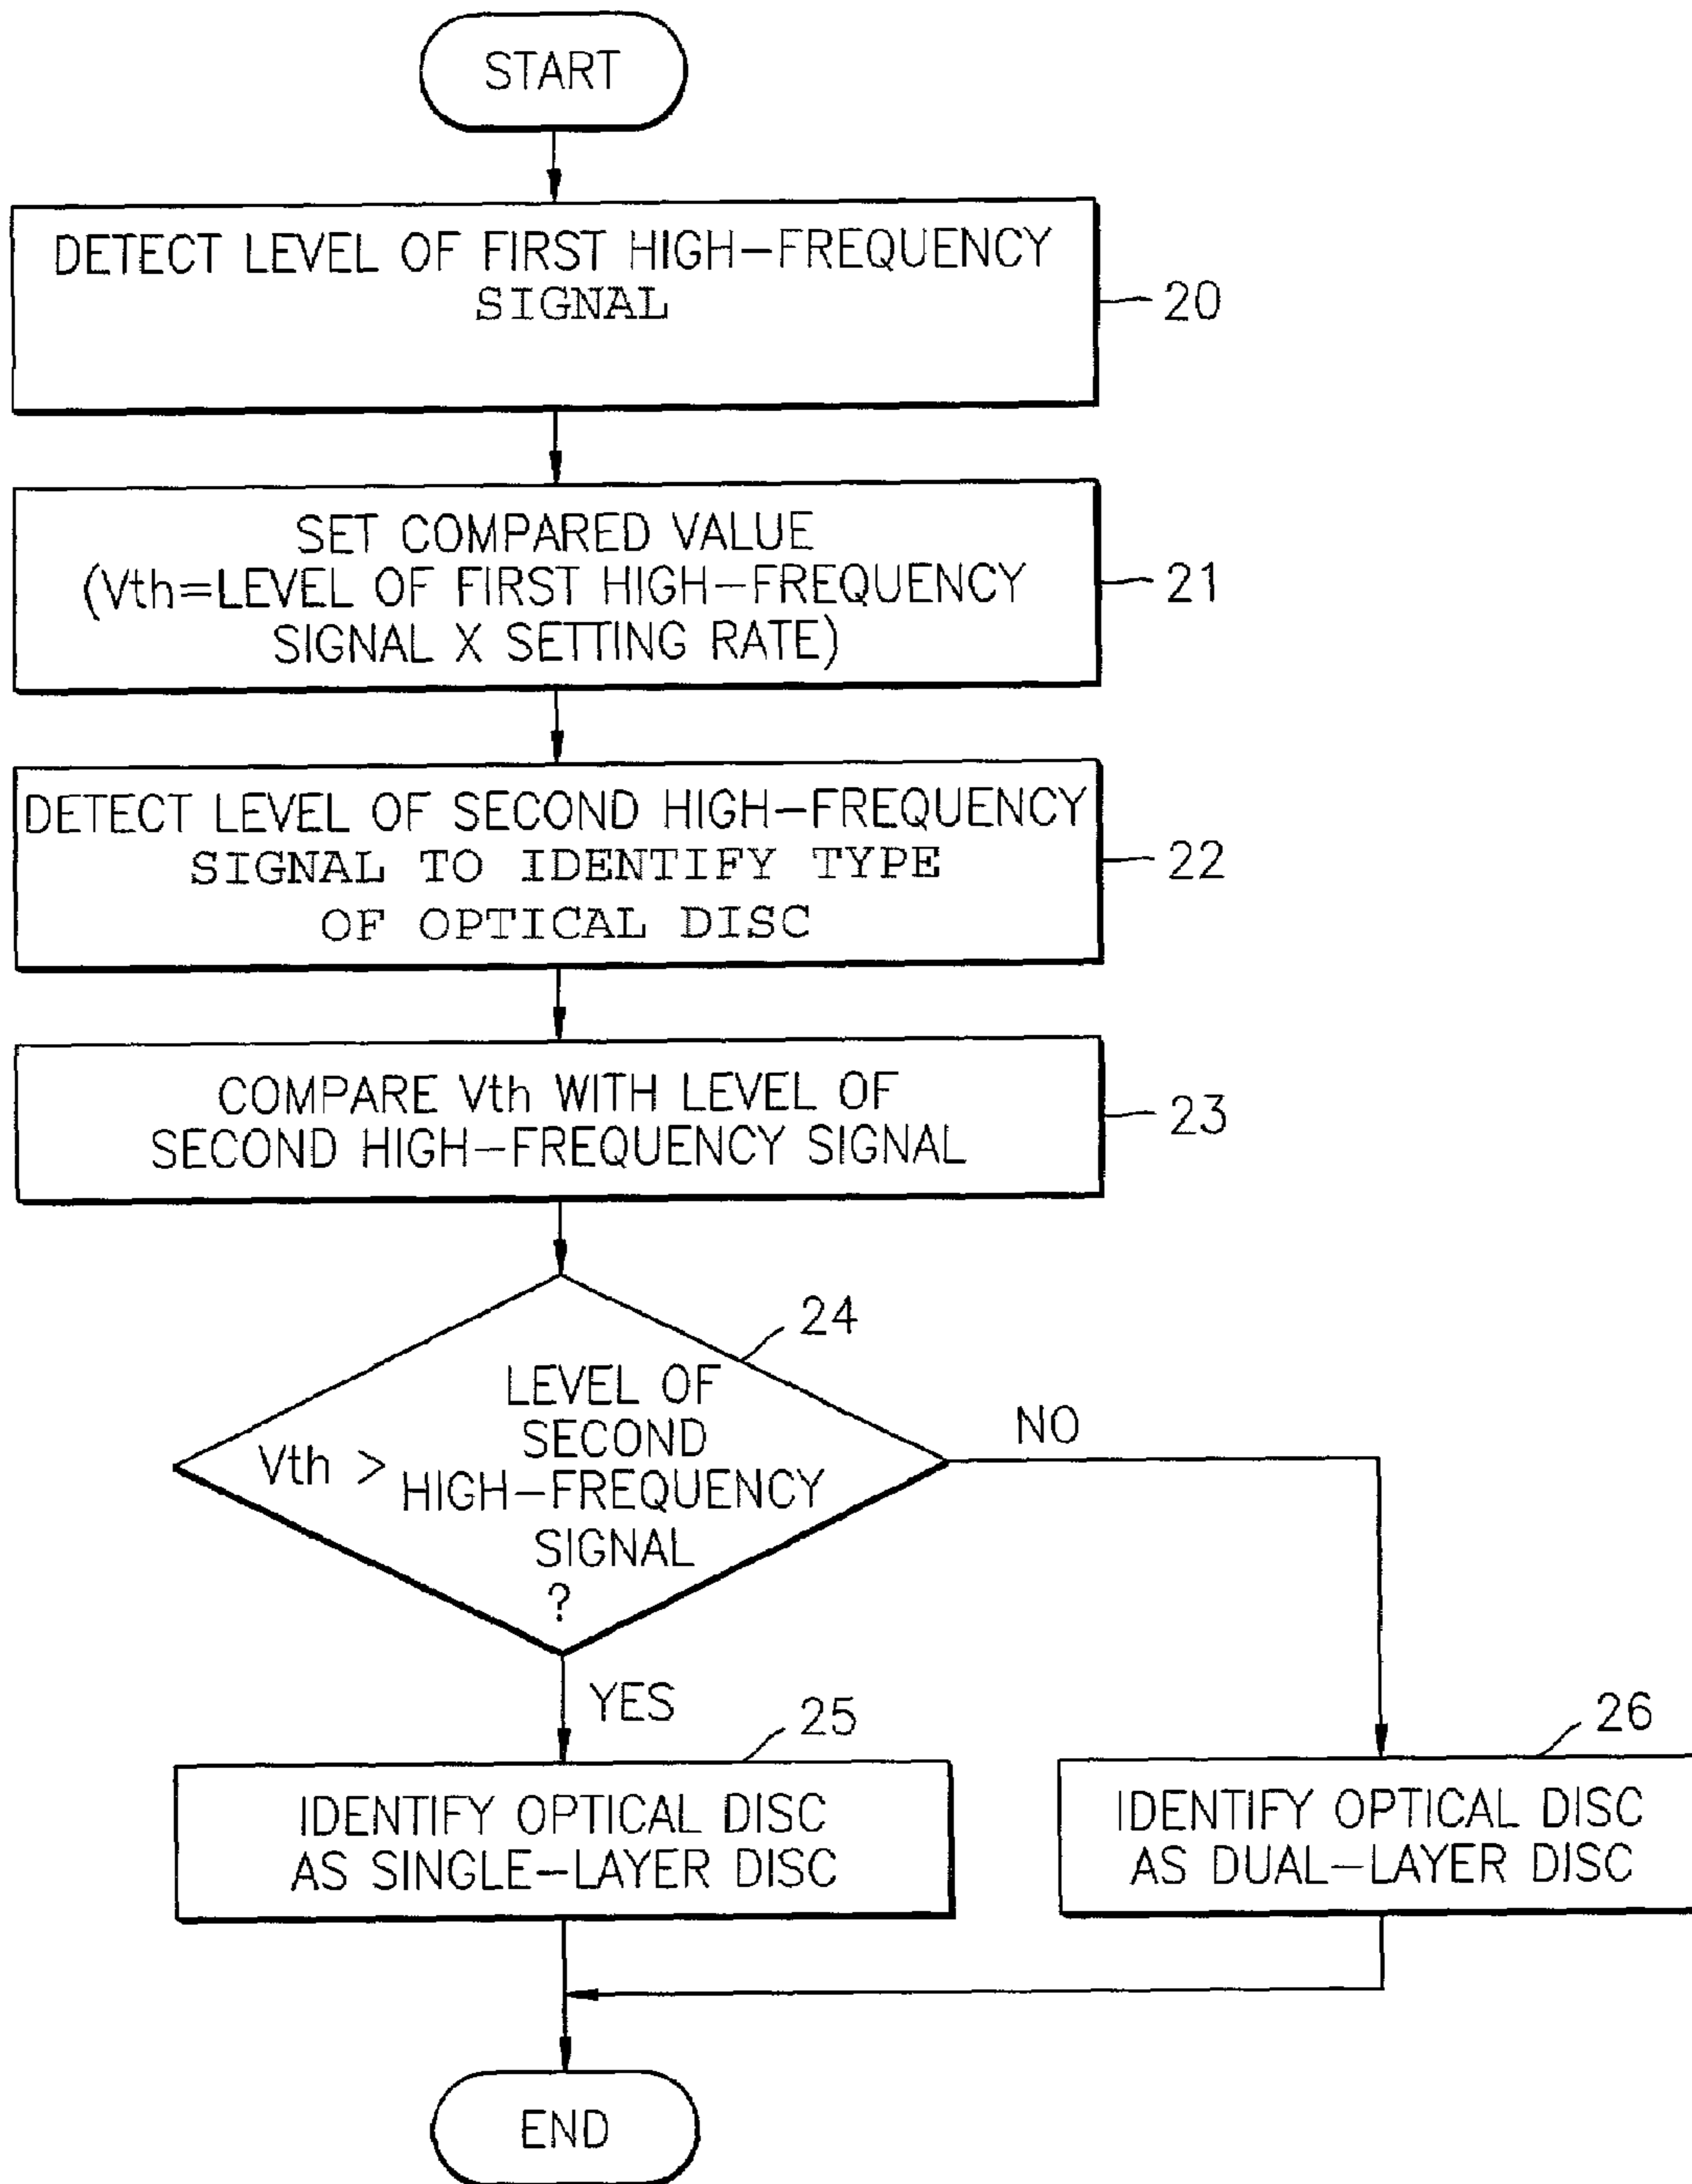 START
DETECT LEVEL OF FIRST HIGH-FREQUENCY
SIGNAL
20
SET COMPARED VALUE
(Vth=LEVEL OF FIRST HIGH-FREQUENCY
SIGNAL X SETTING RATE)
21
DETECT LEVEL OF SECOND HIGH-FREQUENCY
SIGNAL TO IDENTIFY TYPE
OF OPTICAL DISC
22
COMPARE Vth WITH LEVEL OF
SECOND HIGH-FREQUENCY SIGNAL
23
24
Vth >
LEVEL OF
SECOND
HIGH-FREQUENCY
SIGNAL
?
NO
YES
25
IDENTIFY OPTICAL DISC
AS SINGLE-LAYER DISC
26
IDENTIFY OPTICAL DISC
AS DUAL-LAYER DISC
END